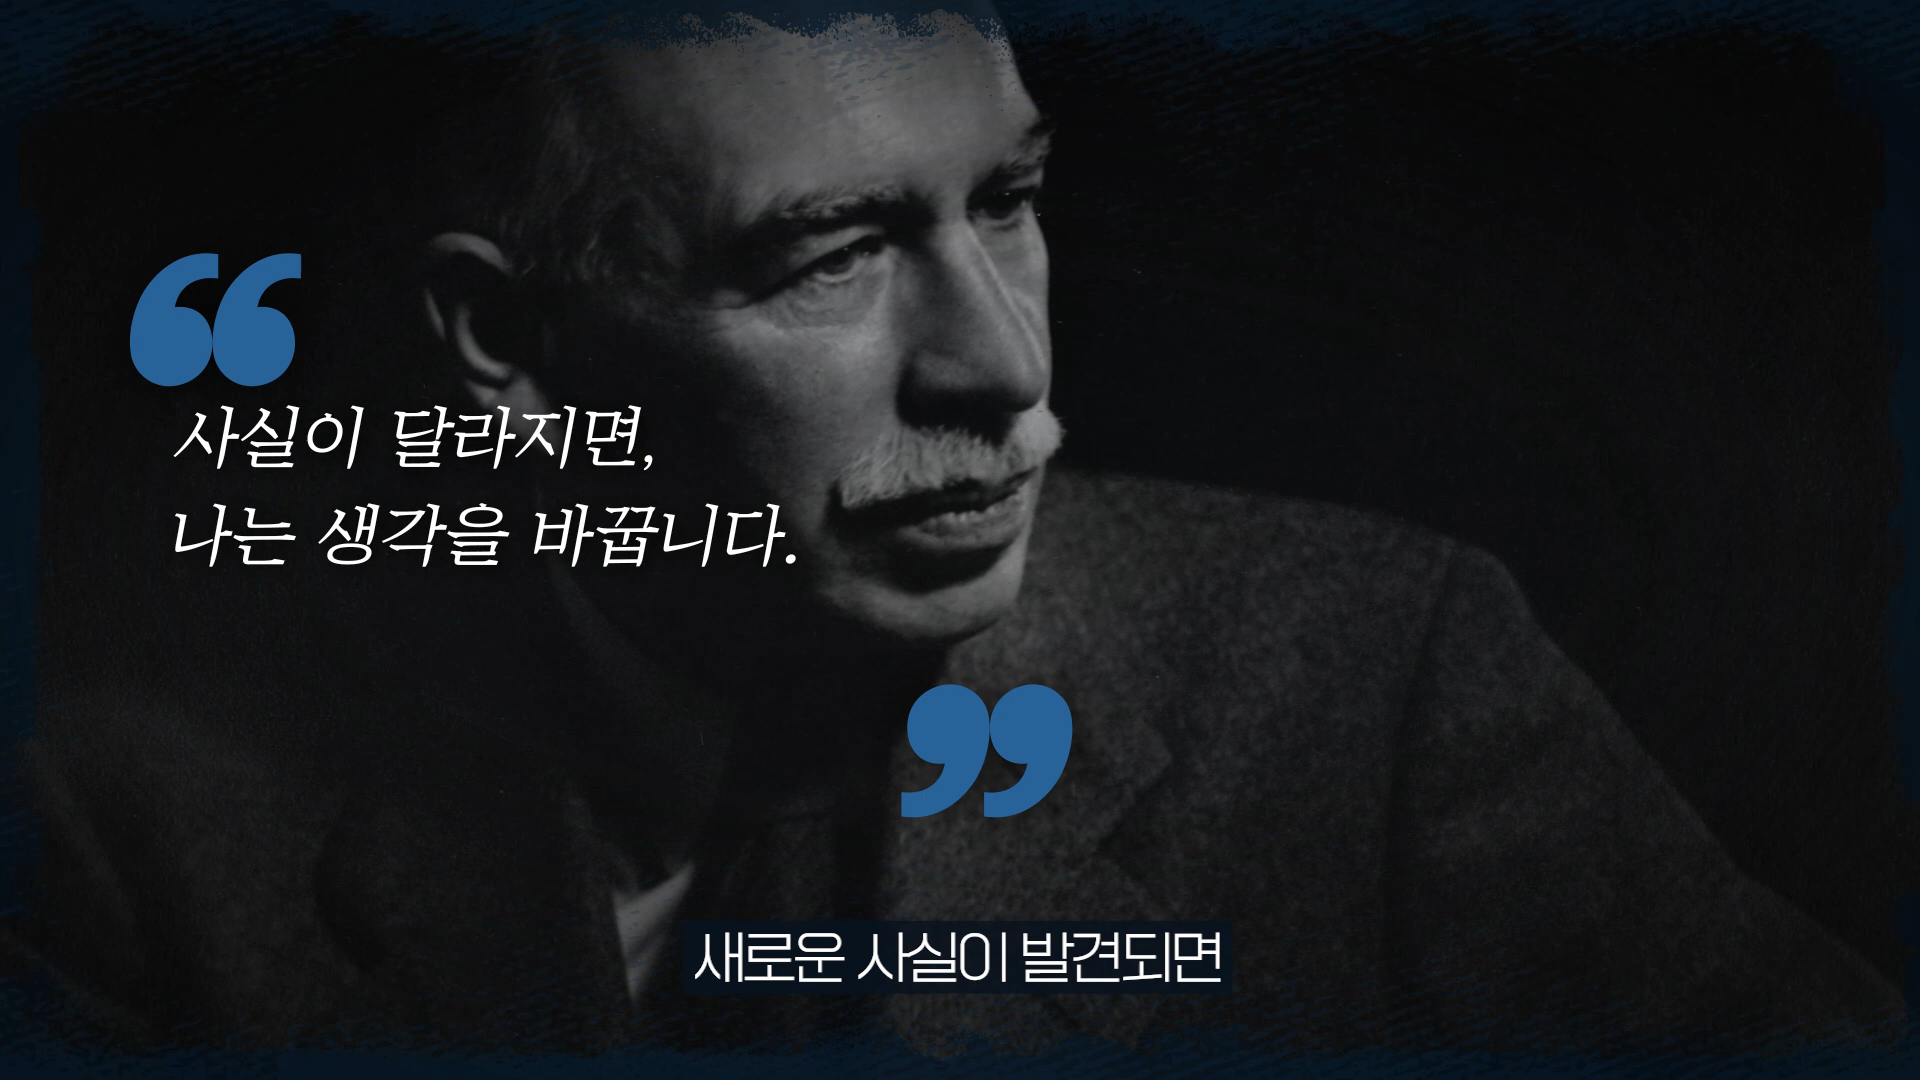 “
사실이 달라지면,
나는 생각을 바꿉니다.
”
새로운 사실이 발견되면